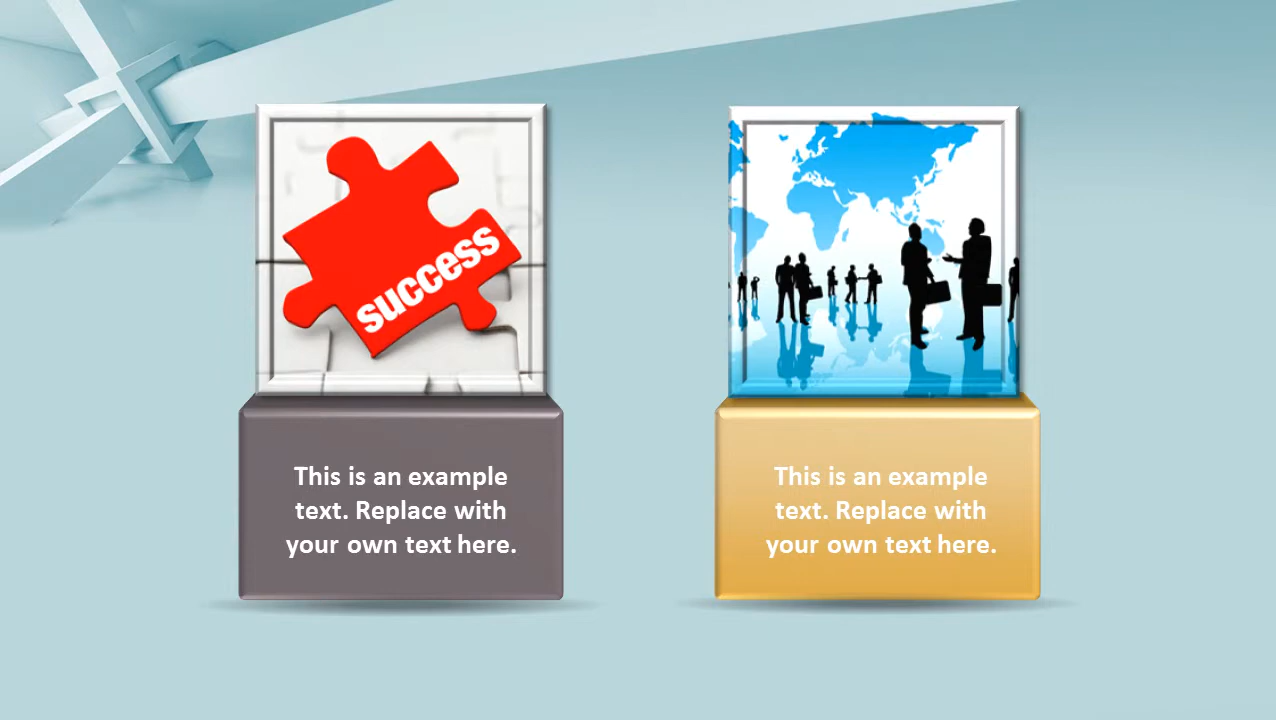 success
This is an example
text. Replace with
your own text here.
This is an example
text. Replace with
your own text here.